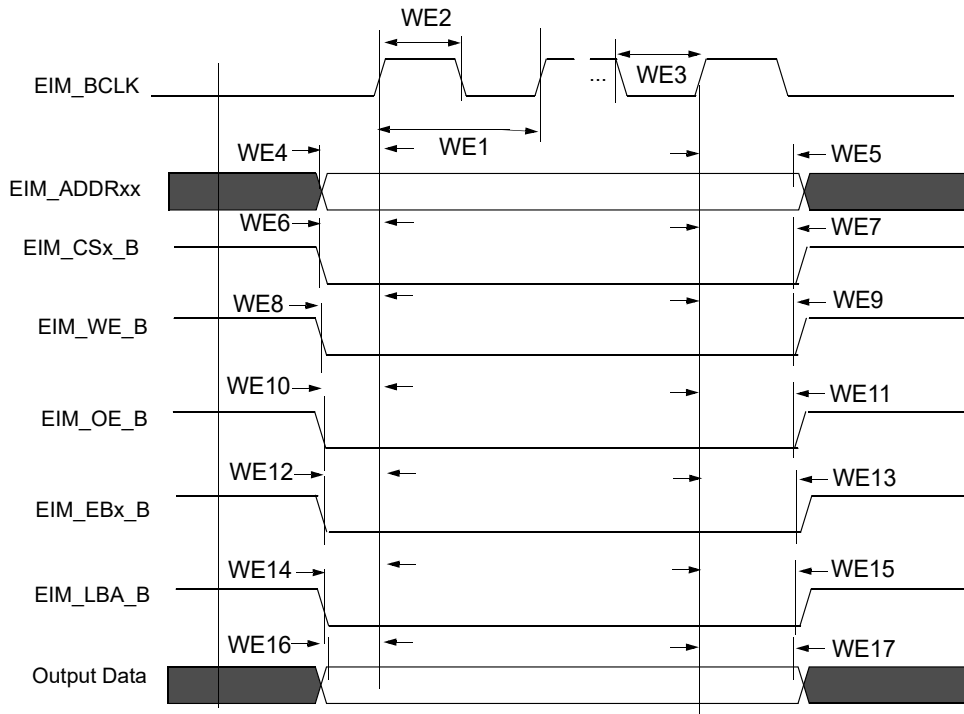 WE2
EIM_BCLK
...
WE3
WE4
WE1
WE5
EIM_ADDRxx
WE6
WE7
EIM_CSx_B
WE8
WE9
EIM_WE_B
WE10
WE11
EIM_OE_B
WE12
WE13
EIM_EBx_B
WE14
WE15
EIM_LBA_B
WE16
WE17
Output Data